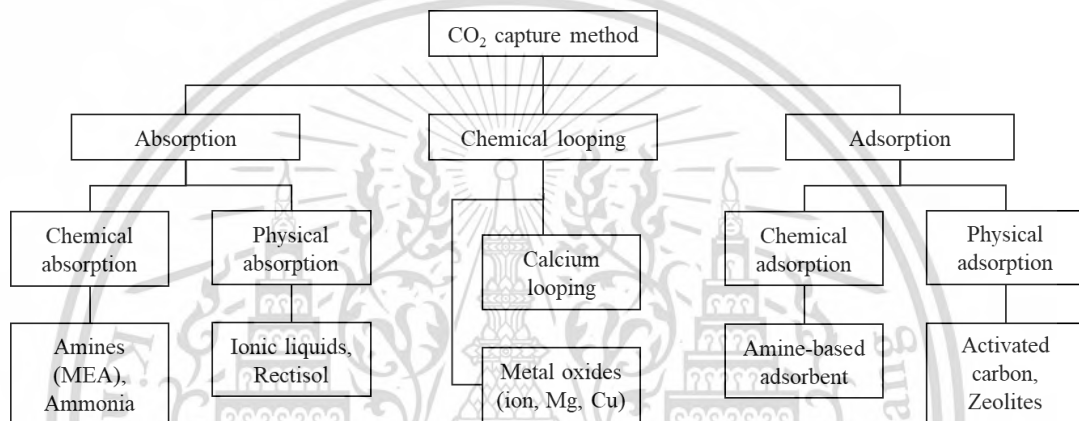 CO₂ capture method
Absorption
Chemical looping
Adsorption
Chemical
absorption
Physical
absorption
Calcium
looping
Chemical
adsorption
Physical
adsorption
Amines
(MEA),
Ammonia
Ionic liquids,
Rectisol
Metal oxides
(ion, Mg, Cu)
Amine-based
adsorbent
Activated
carbon,
Zeolites